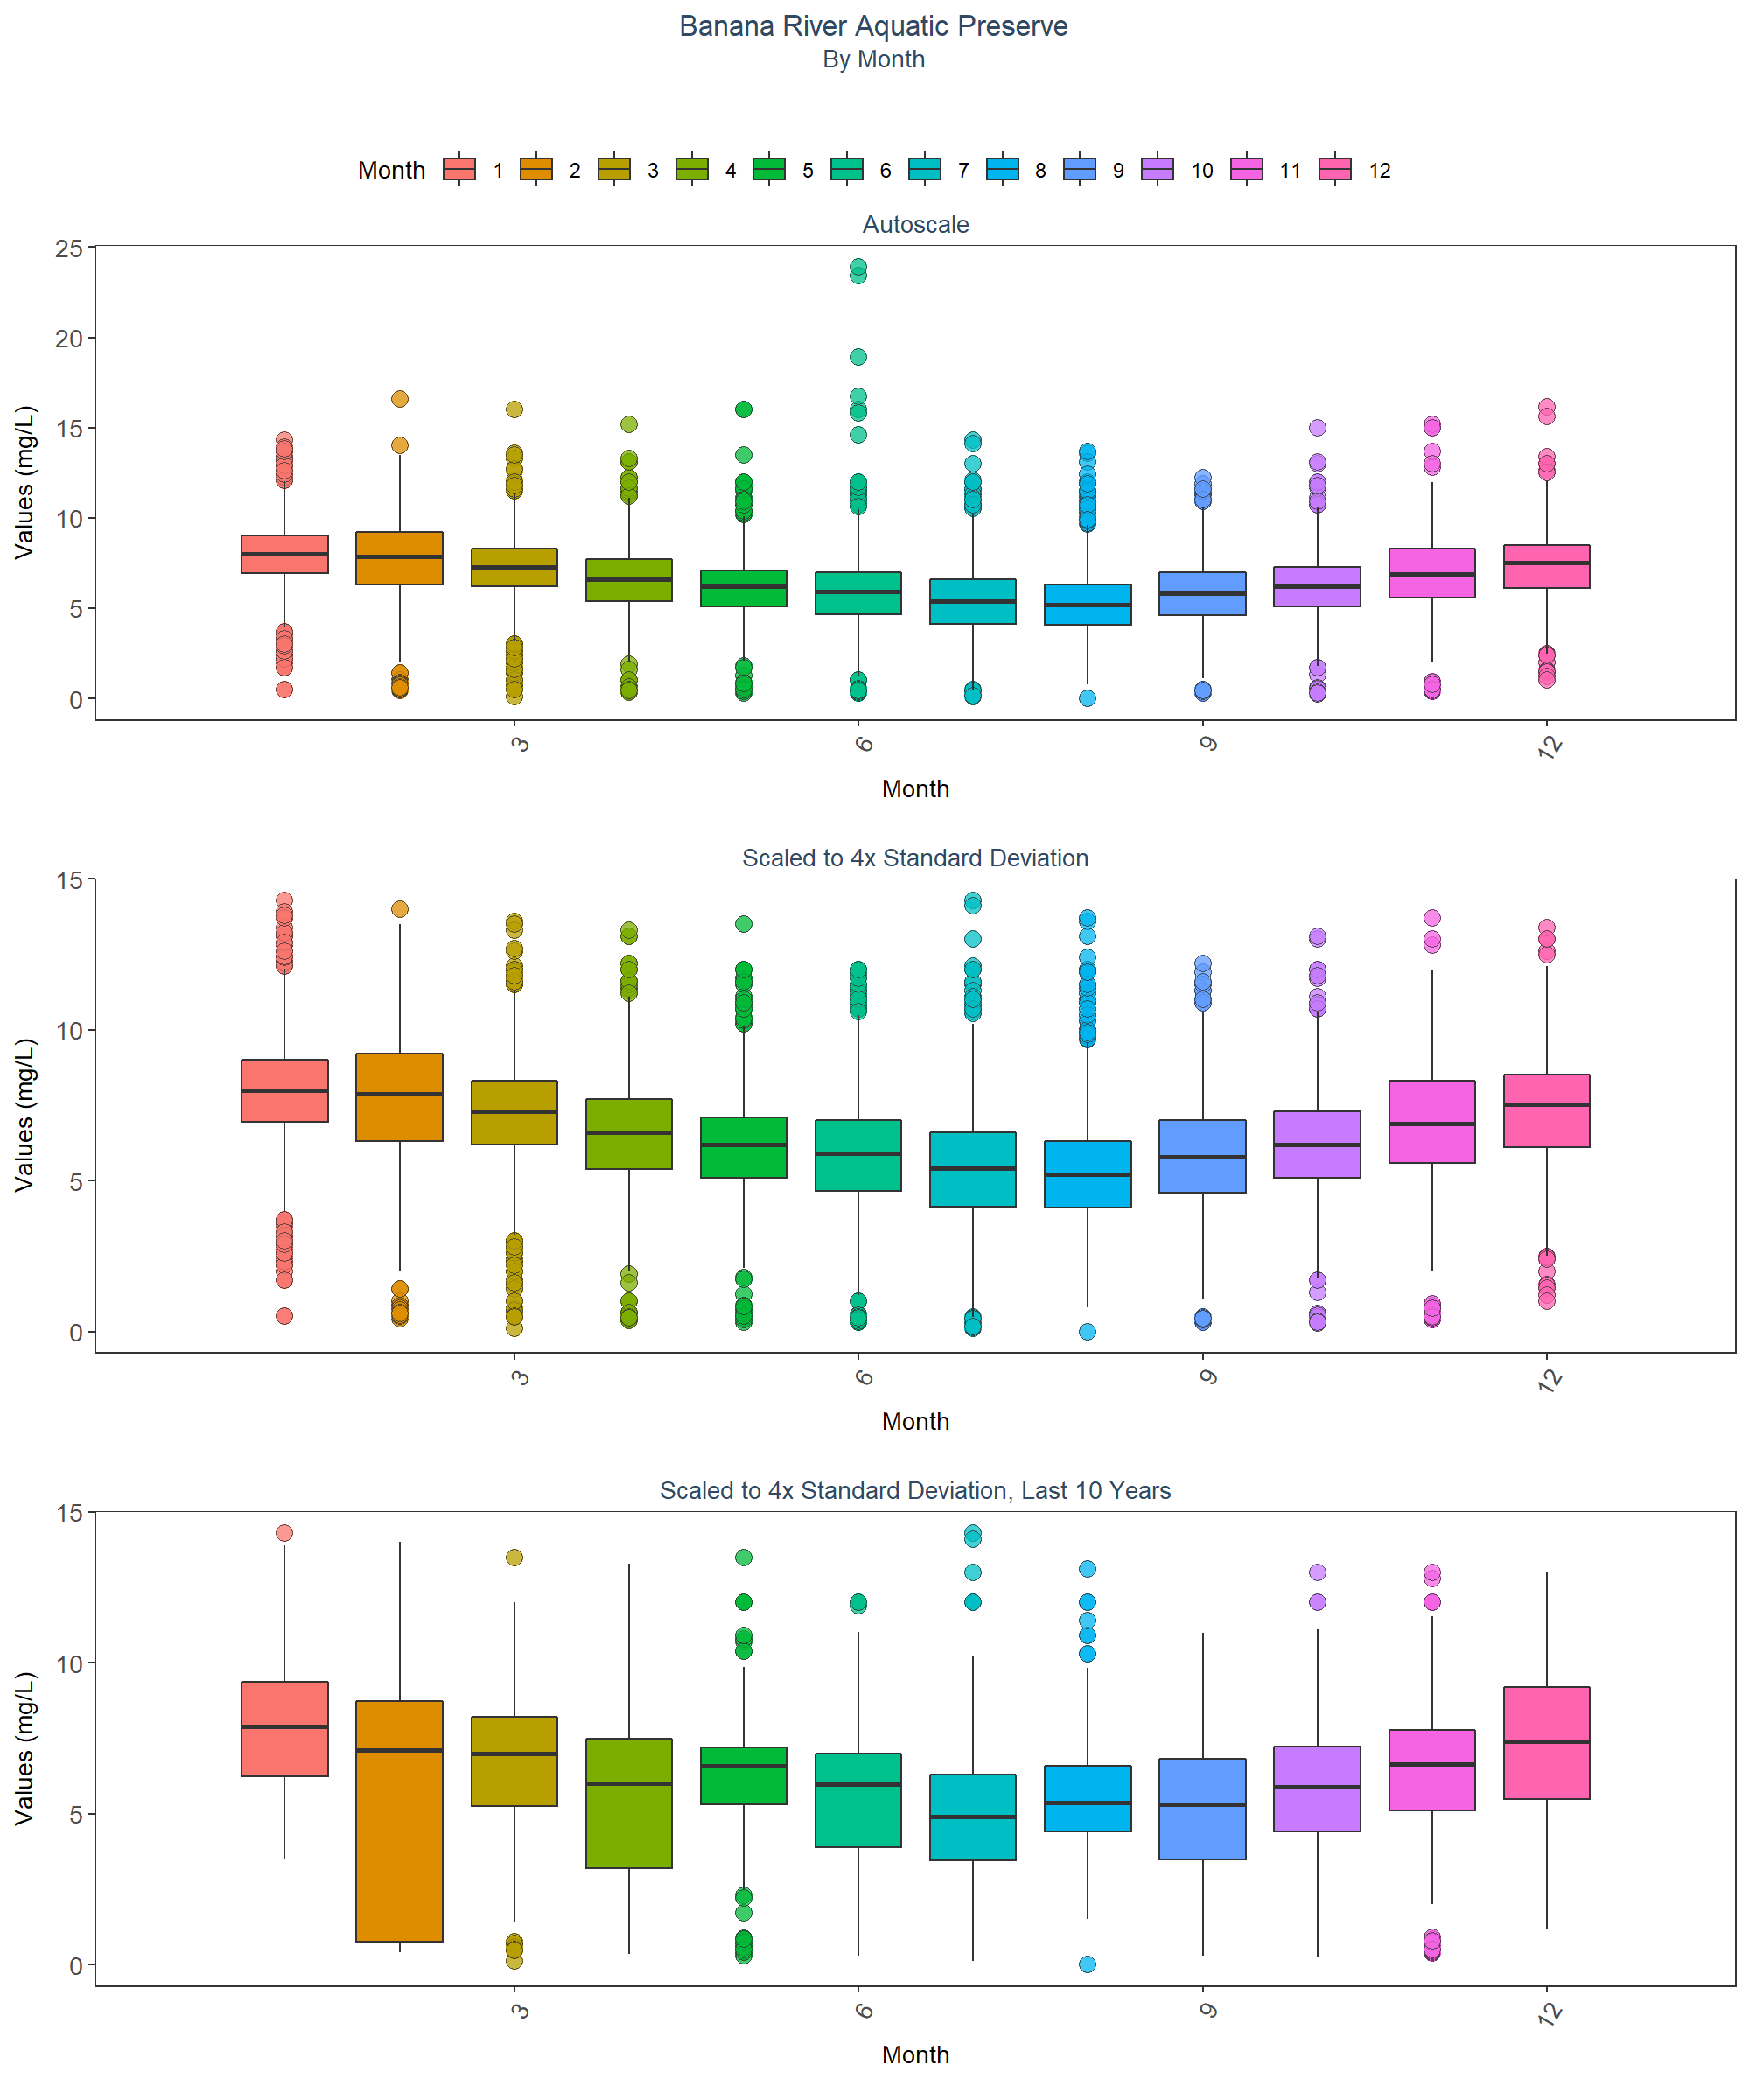 Banana River Aquatic Preserve
By Month
Month 1 2 3 4 5 6 7 8 9 10 11 12
Autoscale
Values (mg/L)
25
20
15
10
5
0
3 6 9 12
Month
Scaled to 4x Standard Deviation
Values (mg/L)
15
10
5
0
3 6 9 12
Month
Scaled to 4x Standard Deviation, Last 10 Years
Values (mg/L)
15
10
5
0
3 6 9 12
Month